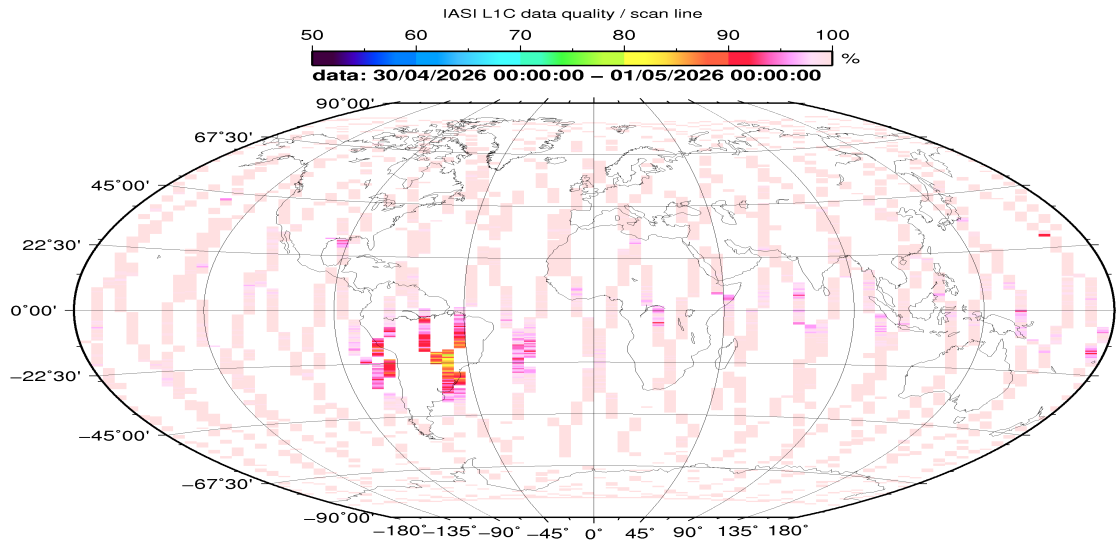 IASI L1C data quality / scan line
50 60 70 80 90 100 %
data: 30/04/2026 00:00:00 − 01/05/2026 00:00:00
90°00'
67°30'
45°00'
22°30'
0°00'
−22°30'
−45°00'
−67°30'
−90°00'
−180° −135° −90° −45° 0° 45° 90° 135° 180°